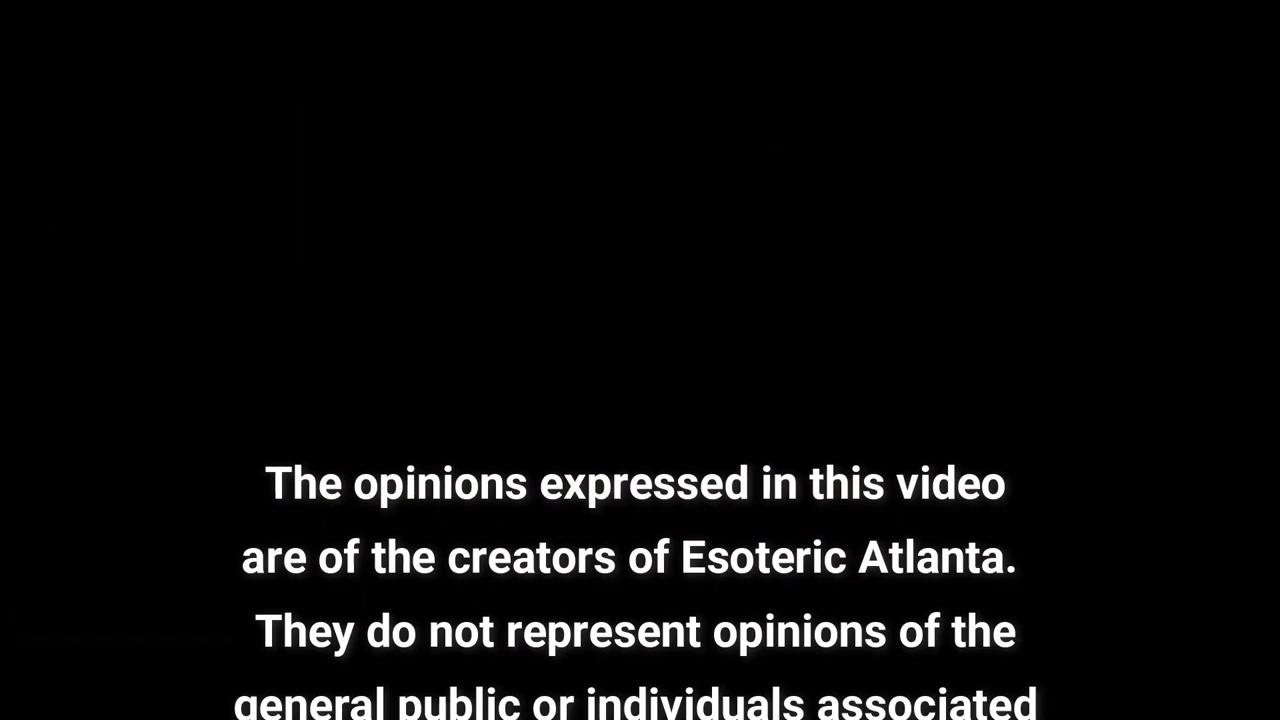 The opinions expressed in this video
are of the creators of Esoteric Atlanta.
They do not represent opinions of the
general public or individuals associated